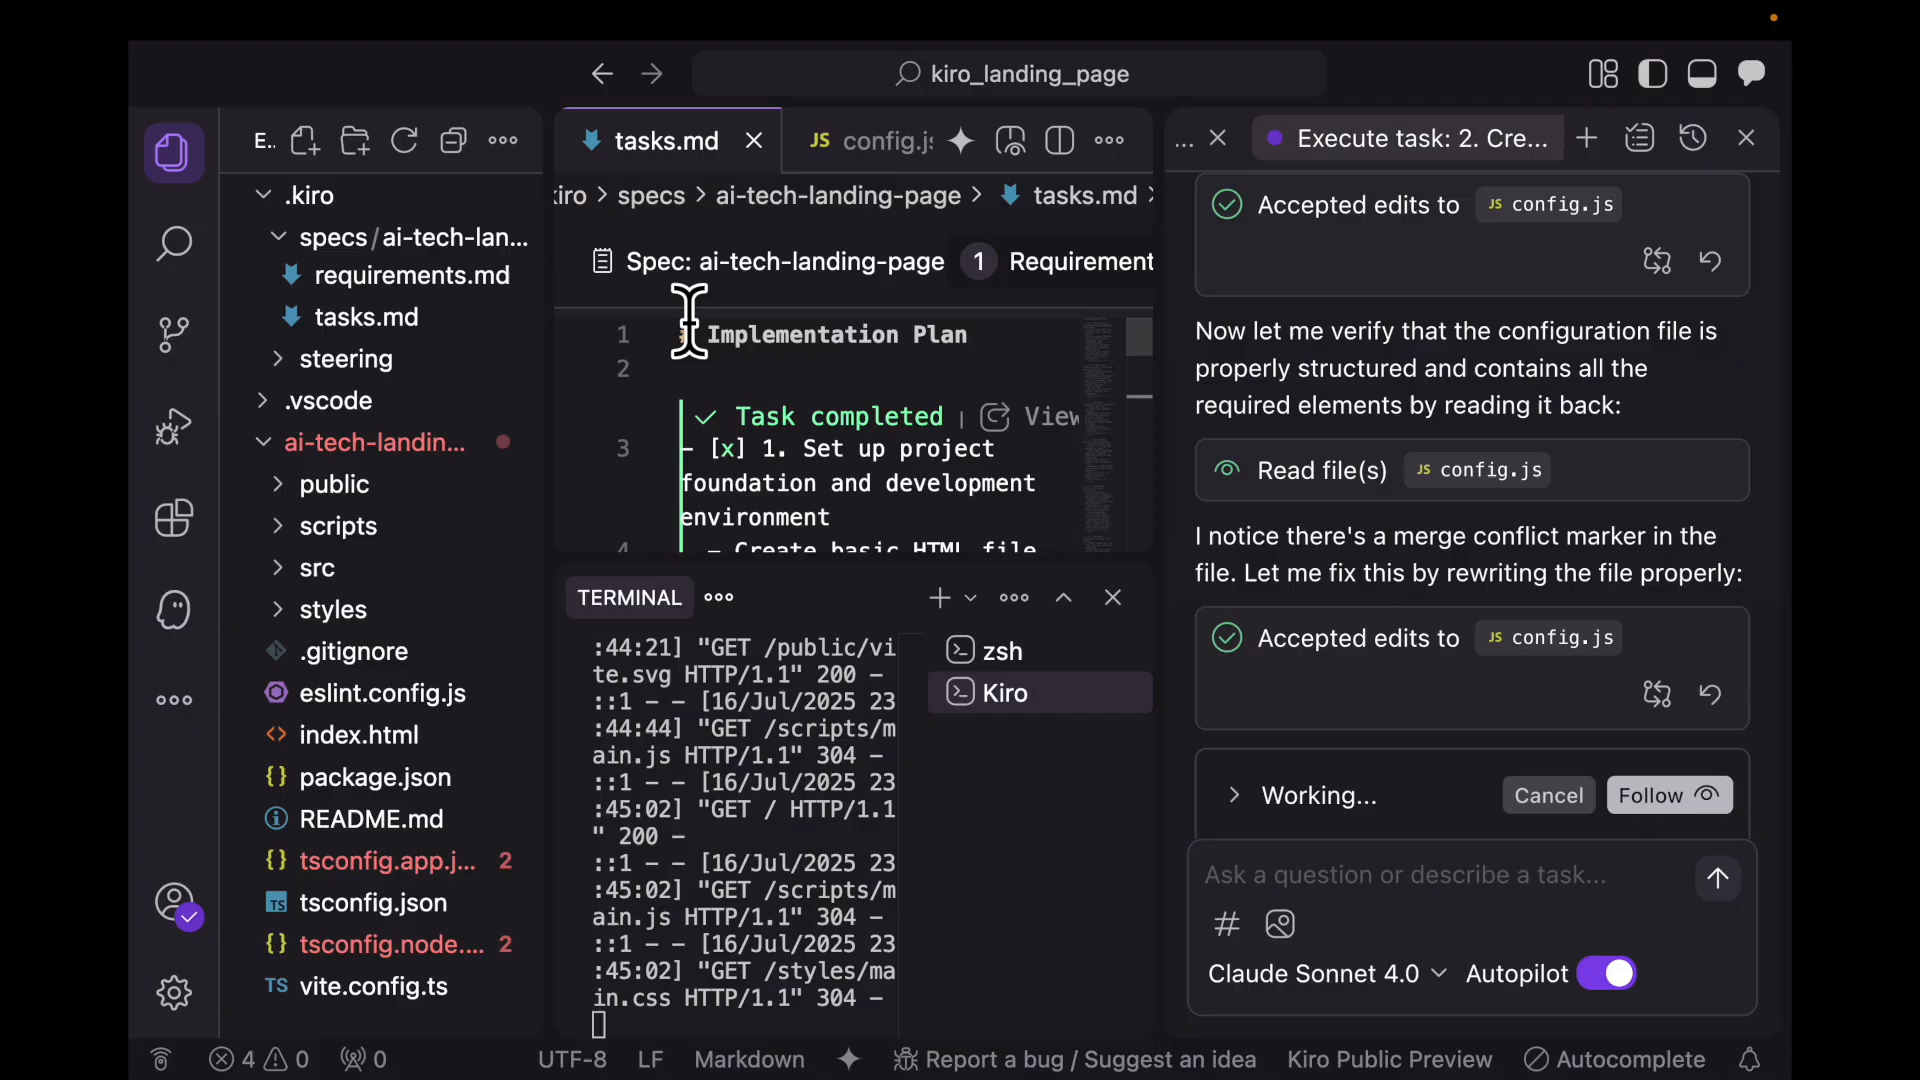 kiro_landing_page
E..
.kiro
specs/ai-tech-lan...
requirements.md
tasks.md
steering
.vscode
ai-tech-landin...
public
scripts
src
styles
.gitignore
eslint.config.js
index.html
package.json
README.md
tsconfig.app.j... 2
tsconfig.json
tsconfig.node.... 2
vite.config.ts
tasks.md
JS config.js
kiro > specs > ai-tech-landing-page > tasks.md >
Spec: ai-tech-landing-page 1 Requirement
1 # Implementation Plan
2
✓ Task completed | View
3 - [x] 1. Set up project
foundation and development
environment
4 - Create basic HTML file
TERMINAL
:44:21] "GET /public/vi
te.svg HTTP/1.1" 200 -
::1 - - [16/Jul/2025 23
:44:44] "GET /scripts/m
ain.js HTTP/1.1" 304 -
::1 - - [16/Jul/2025 23
:45:02] "GET / HTTP/1.1
" 200 -
::1 - - [16/Jul/2025 23
:45:02] "GET /scripts/m
ain.js HTTP/1.1" 304 -
::1 - - [16/Jul/2025 23
:45:02] "GET /styles/ma
in.css HTTP/1.1" 304 -
zsh
Kiro
... Execute task: 2. Cre...
Accepted edits to JS config.js
Now let me verify that the configuration file is
properly structured and contains all the
required elements by reading it back:
Read file(s) JS config.js
I notice there's a merge conflict marker in the
file. Let me fix this by rewriting the file properly:
Accepted edits to JS config.js
Working... Cancel Follow
Ask a question or describe a task...
#
Claude Sonnet 4.0 Autopilot
4 0 0 UTF-8 LF Markdown Report a bug / Suggest an idea Kiro Public Preview Autocomplete